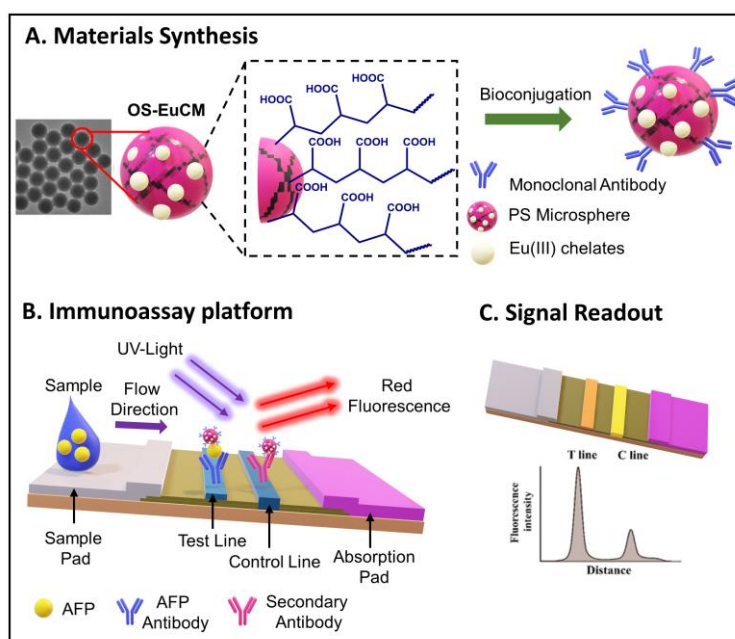 A. Materials Synthesis
OS-EuCM
HOOC
HOOC
HOOC
COOH
COOH
COOH
COOH
COOH
COOH
Bioconjugation
Monoclonal Antibody
PS Microsphere
Eu(III) chelates
B. Immunoassay platform
UV-Light
Sample
Flow
Direction
Red
Fluorescence
Sample
Pad
Test Line
Control Line
Absorption
Pad
AFP
AFP
Antibody
Secondary
Antibody
C. Signal Readout
T line
C line
Fluorescence
intensity
Distance